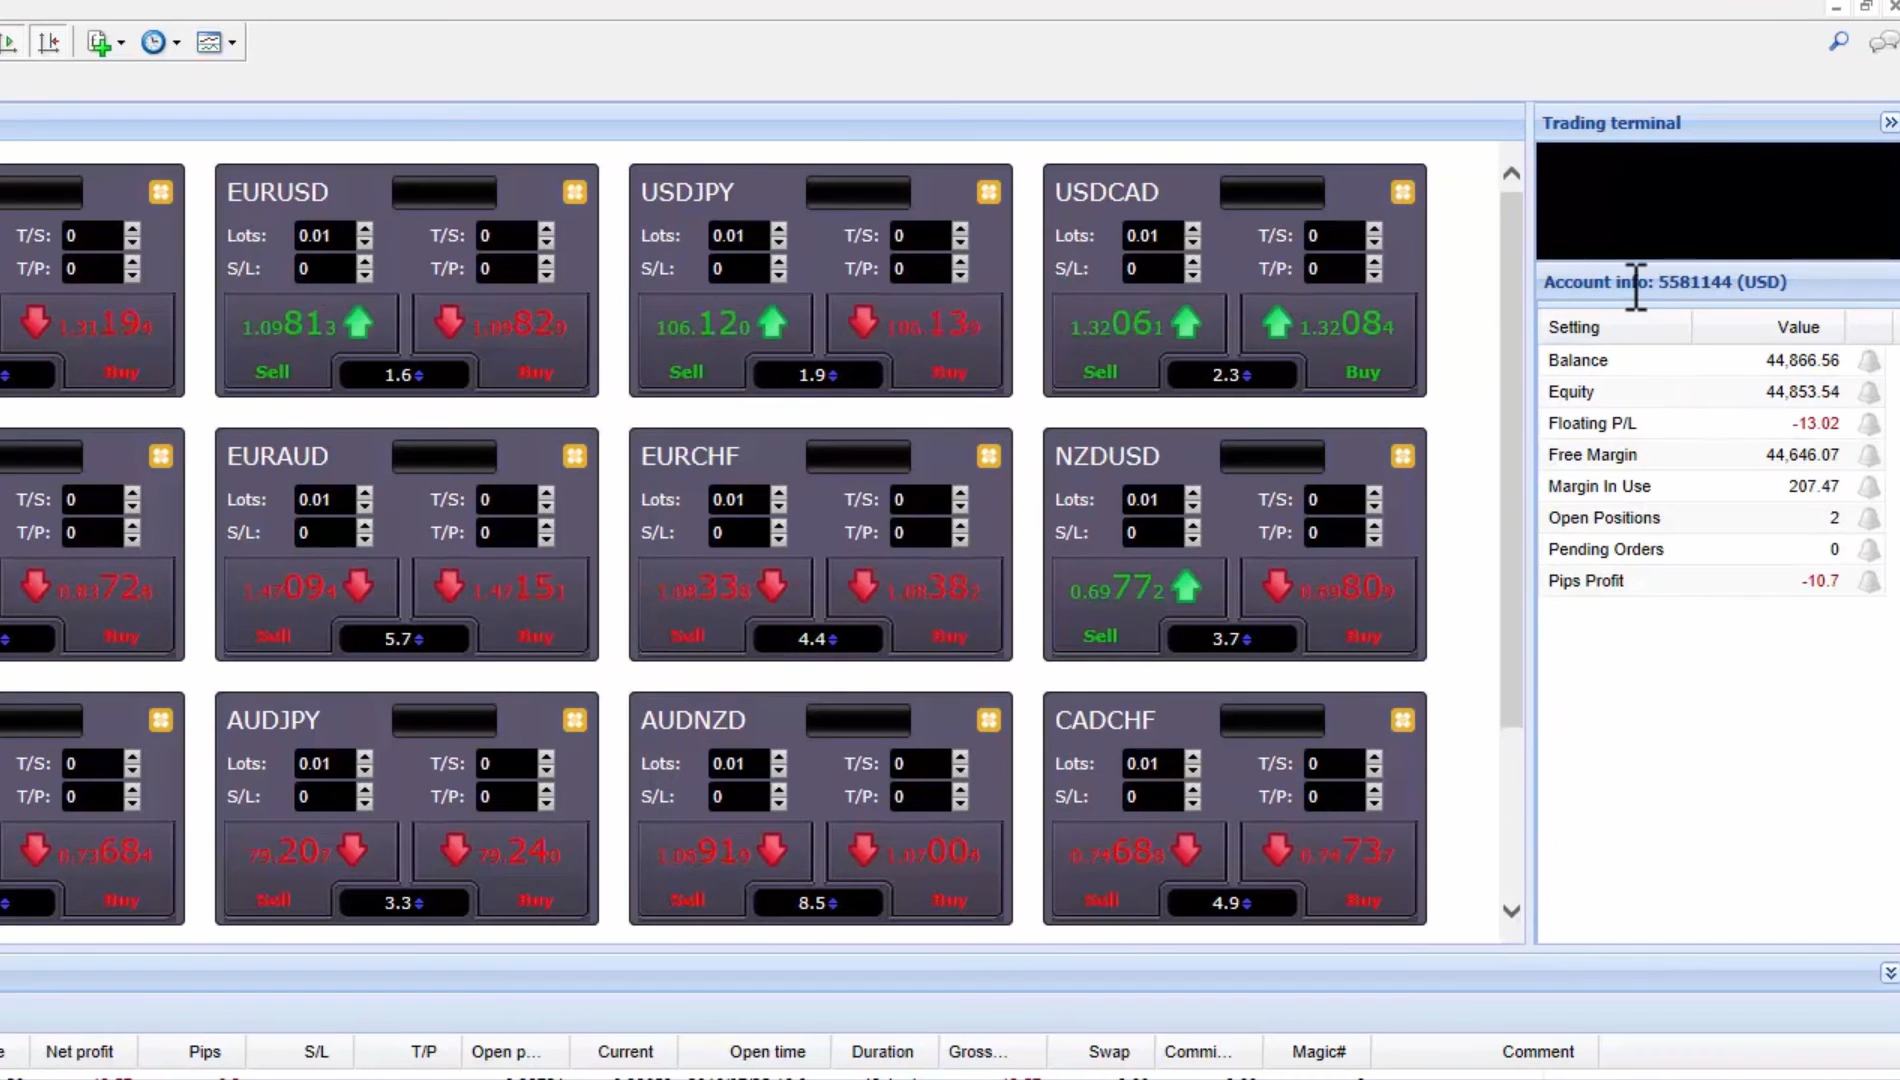 Trading terminal
EURUSD
USDJPY
USDCAD
T/S: 0
Lots: 0.01 T/S: 0
Lots: 0.01 T/S: 0
Lots: 0.01 T/S: 0
T/P: 0
S/L: 0 T/P: 0
S/L: 0 T/P: 0
S/L: 0 T/P: 0
1.31194
1.09813 1.09829
106.120 106.139
1.32061 1.32084
Buy
Sell 1.6 Buy
Sell 1.9 Buy
Sell 2.3 Buy
Account info: 5581144 (USD)
Setting Value
Balance 44,866.56
Equity 44,853.54
Floating P/L -13.02
Free Margin 44,646.07
Margin In Use 207.47
Open Positions 2
Pending Orders 0
Pips Profit -10.7
EURAUD
EURCHF
NZDUSD
T/S: 0
Lots: 0.01 T/S: 0
Lots: 0.01 T/S: 0
Lots: 0.01 T/S: 0
T/P: 0
S/L: 0 T/P: 0
S/L: 0 T/P: 0
S/L: 0 T/P: 0
1.47094 1.47151
1.08338 1.08382
0.69772 0.69809
Buy
Sell 5.7 Buy
Sell 4.4 Buy
Sell 3.7 Buy
AUDJPY
AUDNZD
CADCHF
T/S: 0
Lots: 0.01 T/S: 0
Lots: 0.01 T/S: 0
Lots: 0.01 T/S: 0
T/P: 0
S/L: 0 T/P: 0
S/L: 0 T/P: 0
S/L: 0 T/P: 0
0.73684
79.207 79.240
1.06919 1.07004
0.74688 0.74737
Buy
Sell 3.3 Buy
Sell 8.5 Buy
Sell 4.9 Buy
Net profit Pips S/L T/P Open p... Current Open time Duration Gross... Swap Commi... Magic# Comment